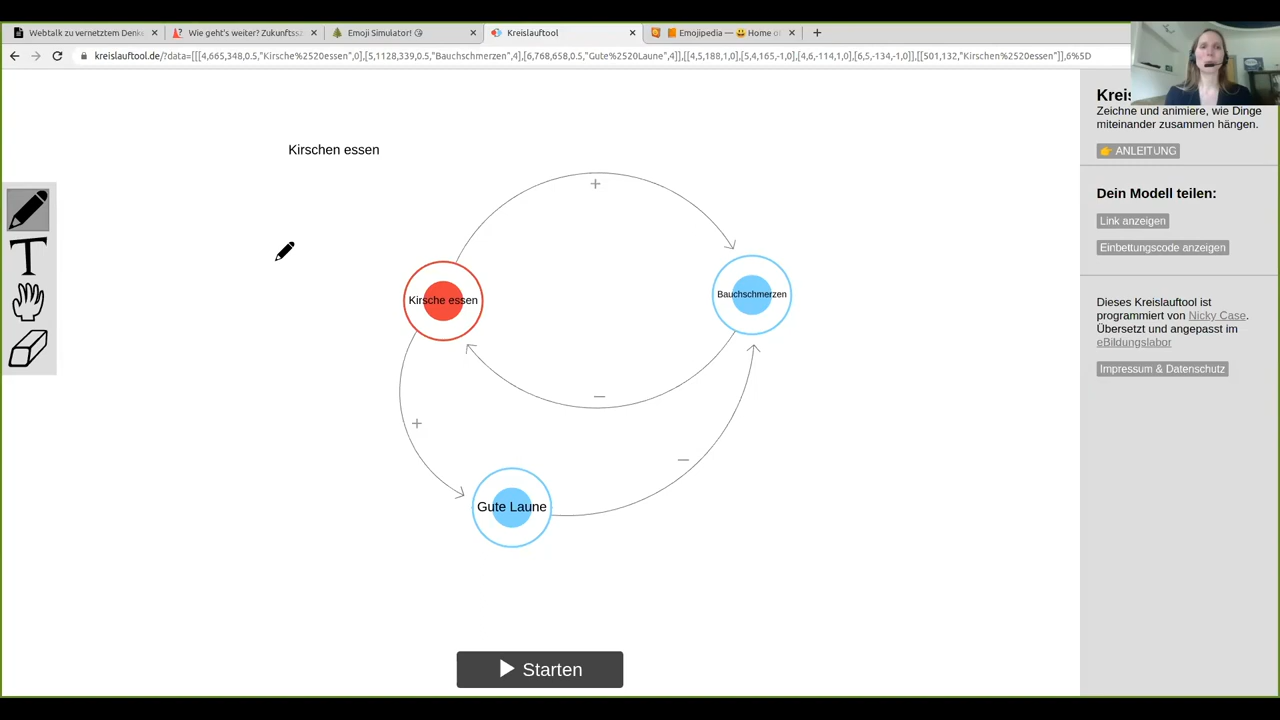 Webtalk zu vernetztem Denke
Wie geht's weiter? Zukunftssz
Emoji Simulator! 😘
Kreislauftool
Emojipedia — 😃 Home of
kreislauftool.de/?data=[[[4,665,348,0.5,"Kirsche%2520essen",0],[5,1128,339,0.5,"Bauchschmerzen",4],[6,768,658,0.5,"Gute%2520Laune",4]],[[4,5,188,1,0],[5,4,165,-1,0],[4,6,-114,1,0],[6,5,-134,-1,0]],[[501,132,"Kirschen%2520essen"]],6%5D
Kreis
Zeichne und animiere, wie Dinge
miteinander zusammen hängen.
👉 ANLEITUNG
Dein Modell teilen:
Link anzeigen
Einbettungscode anzeigen
Dieses Kreislauftool ist
programmiert von Nicky Case.
Übersetzt und angepasst im
eBildungslabor
Impressum & Datenschutz
T
Kirschen essen
+
Kirsche essen
Bauchschmerzen
–
+
–
Gute Laune
Starten